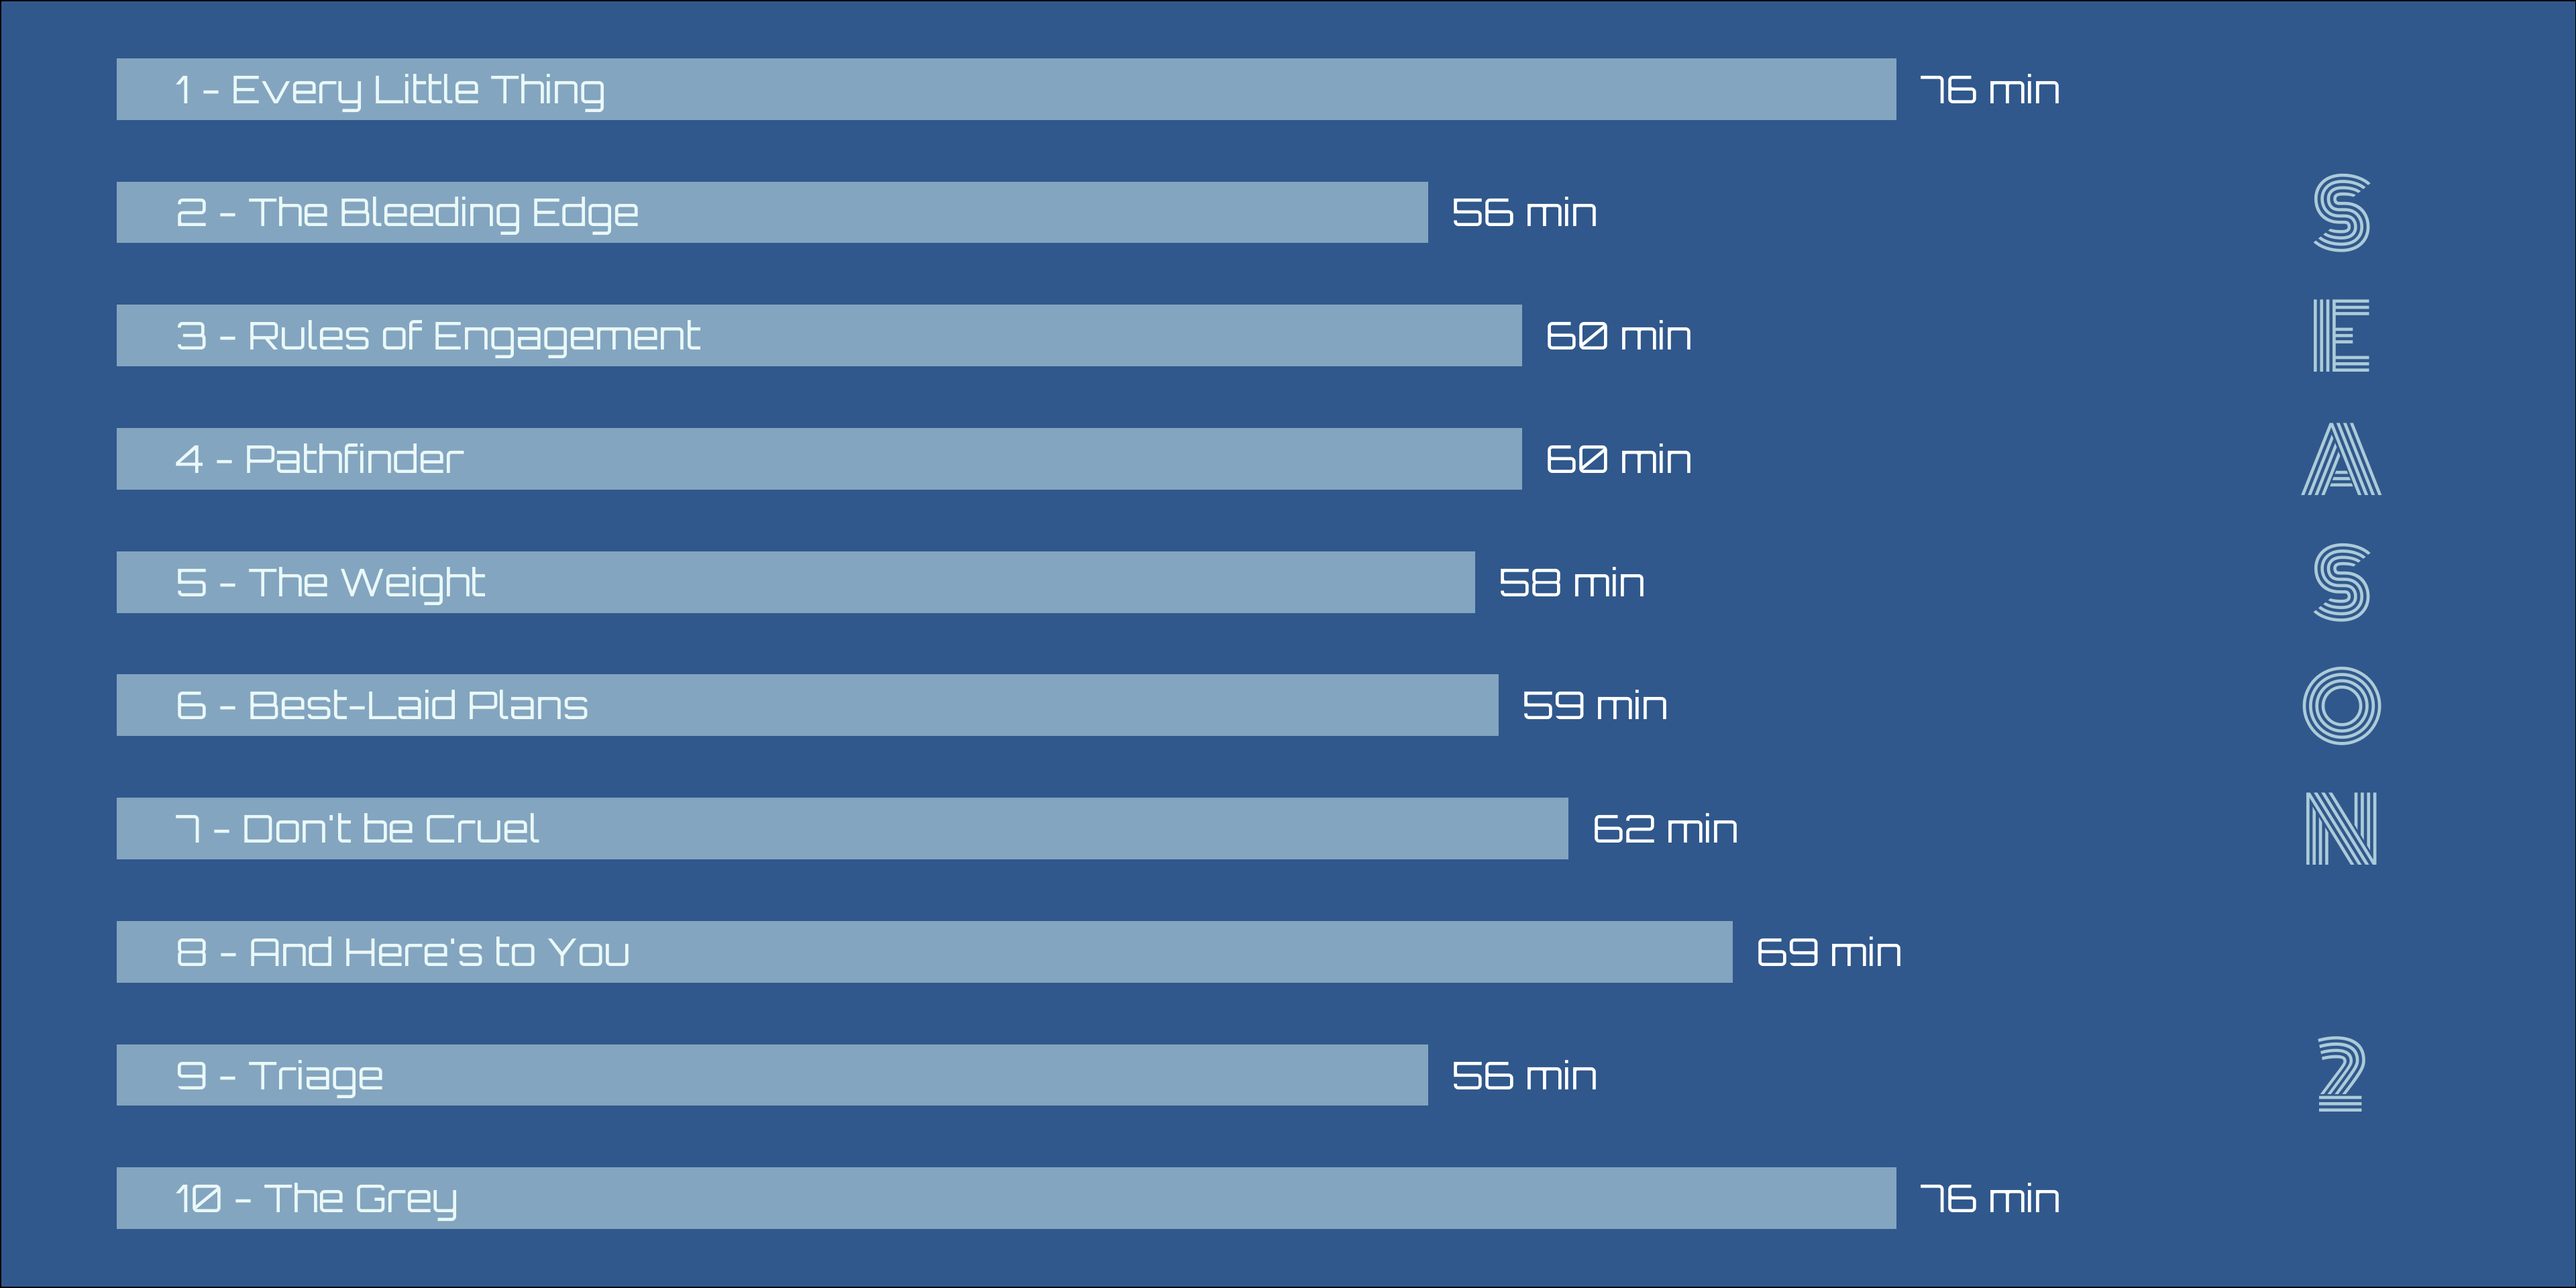 1 - Every Little Thing 76 min
2 - The Bleeding Edge 56 min
3 - Rules of Engagement 60 min
4 - Pathfinder 60 min
5 - The Weight 58 min
6 - Best-Laid Plans 59 min
7 - Don't be Cruel 62 min
8 - And Here's to You 69 min
9 - Triage 56 min
10 - The Grey 76 min
SEASON 2